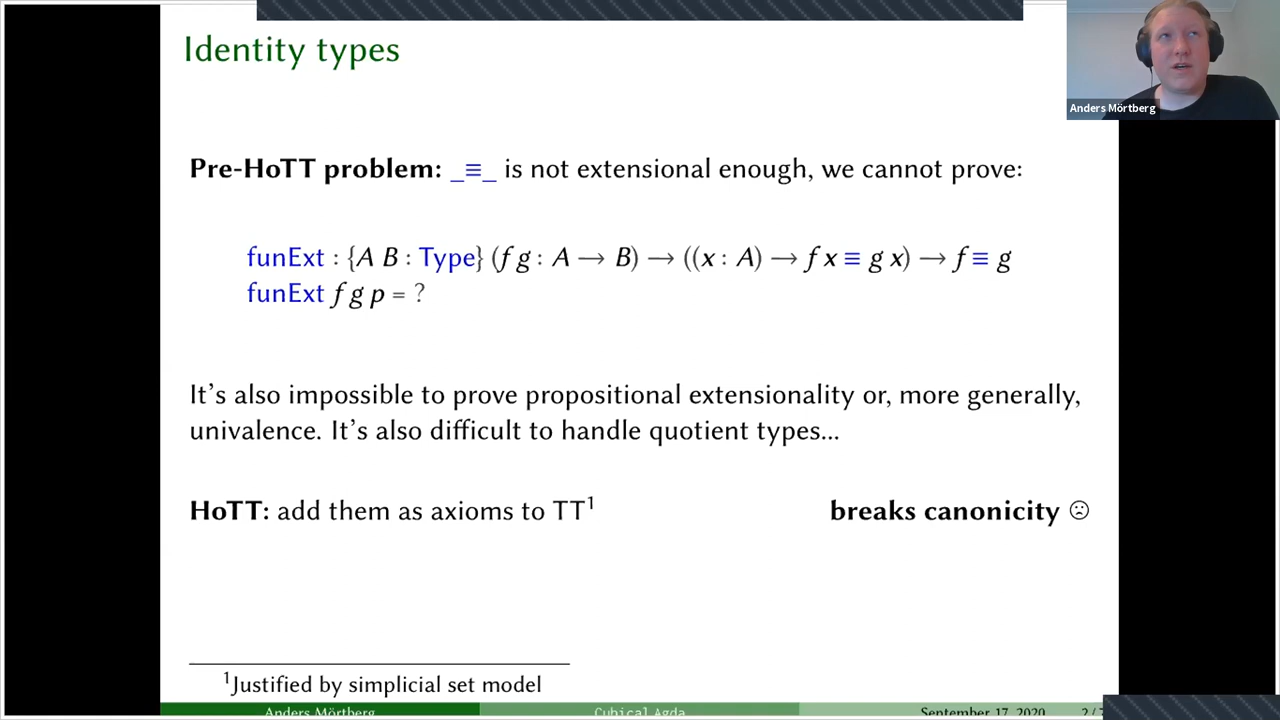 Identity types
Anders Mörtberg
Pre-HoTT problem: _≡_ is not extensional enough, we cannot prove:
funExt : {A B : Type} (f g : A → B) → ((x : A) → f x ≡ g x) → f ≡ g
funExt f g p = ?
It's also impossible to prove propositional extensionality or, more generally,
univalence. It's also difficult to handle quotient types...
HoTT: add them as axioms to TT¹ breaks canonicity ☹
¹Justified by simplicial set model
Anders Mörtberg Cubical Agda September 17, 2020 2 /